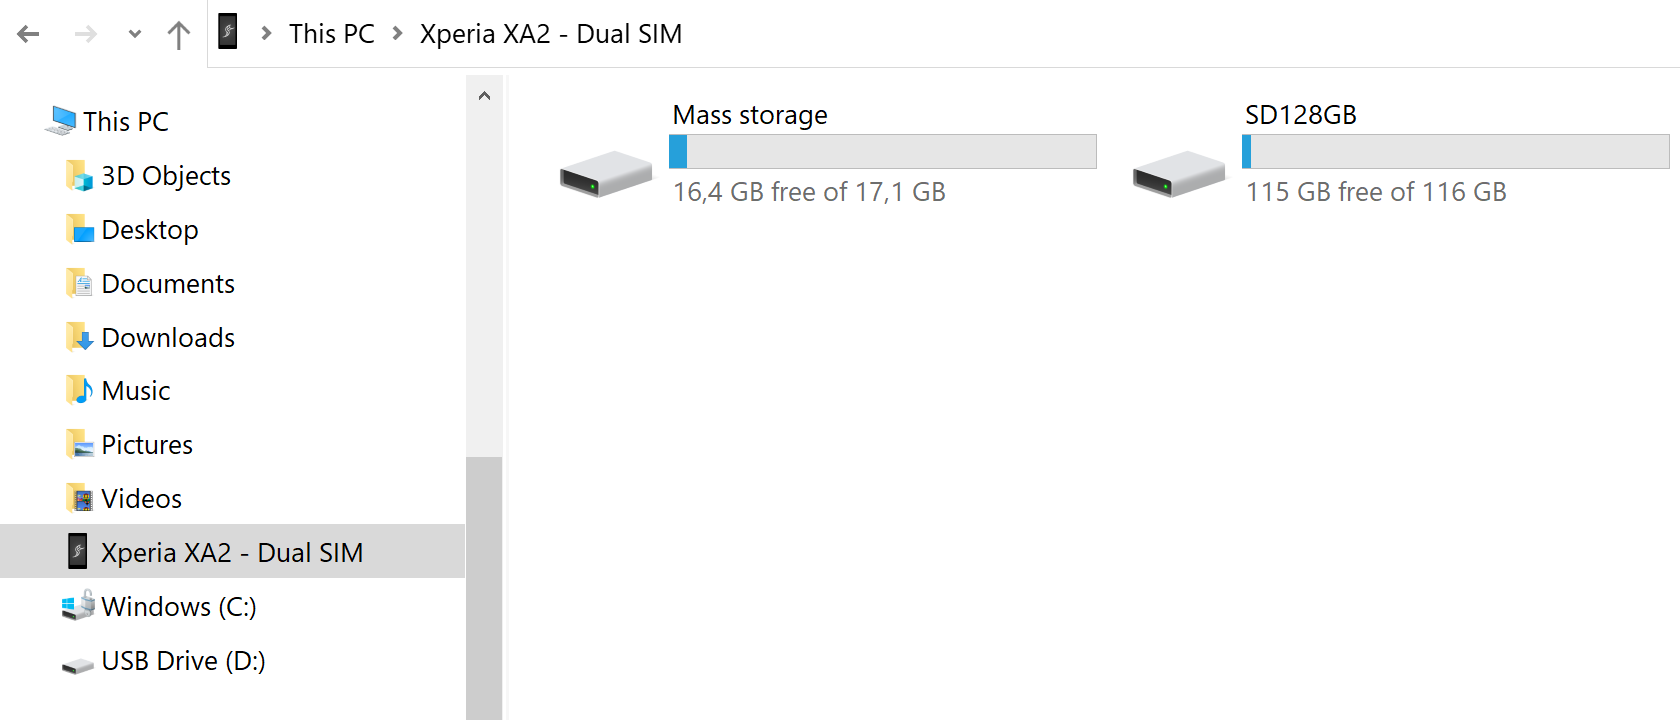 This PC
Xperia XA2 - Dual SIM
This PC
3D Objects
Desktop
Documents
Downloads
Music
Pictures
Videos
Xperia XA2 - Dual SIM
Windows (C:)
USB Drive (D:)
Mass storage
16,4 GB free of 17,1 GB
SD128GB
115 GB free of 116 GB